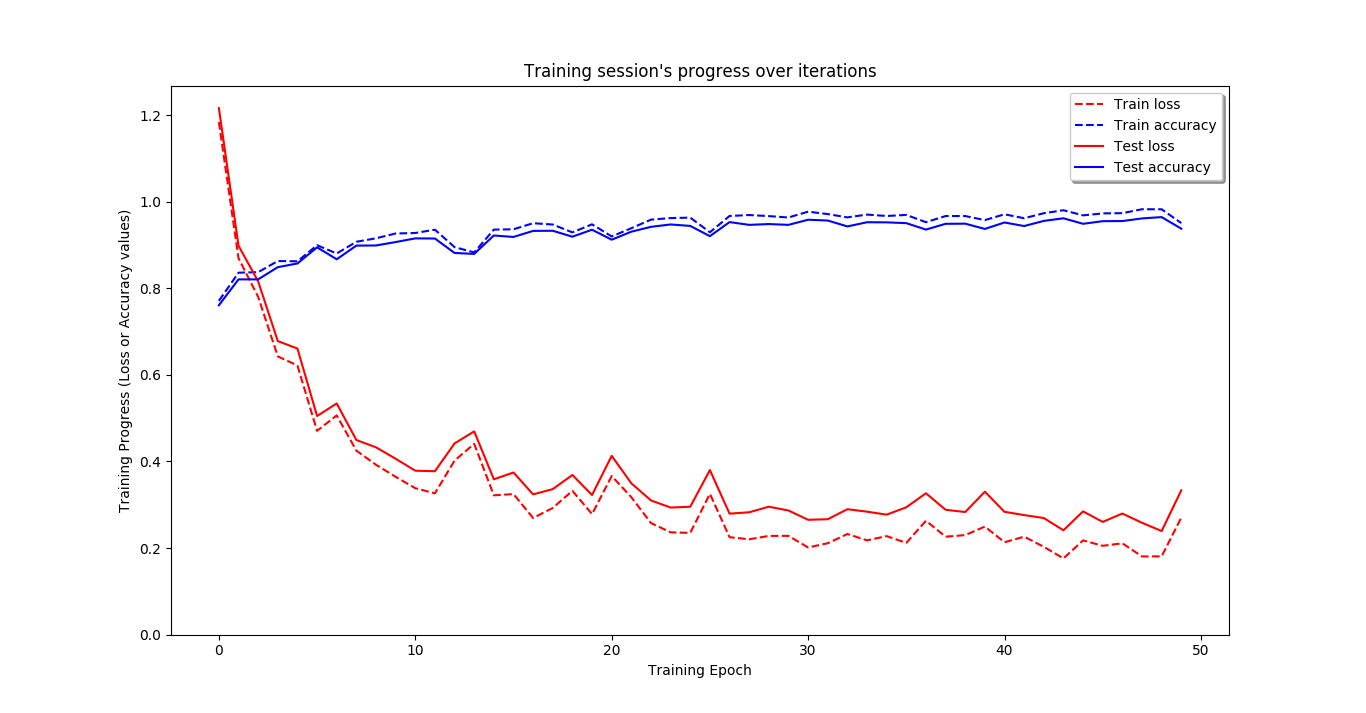 Training session's progress over iterations
Train loss
Train accuracy
Test loss
Test accuracy
Training Progress (Loss or Accuracy values)
1.2
1.0
0.8
0.6
0.4
0.2
0.0
0 10 20 30 40 50
Training Epoch